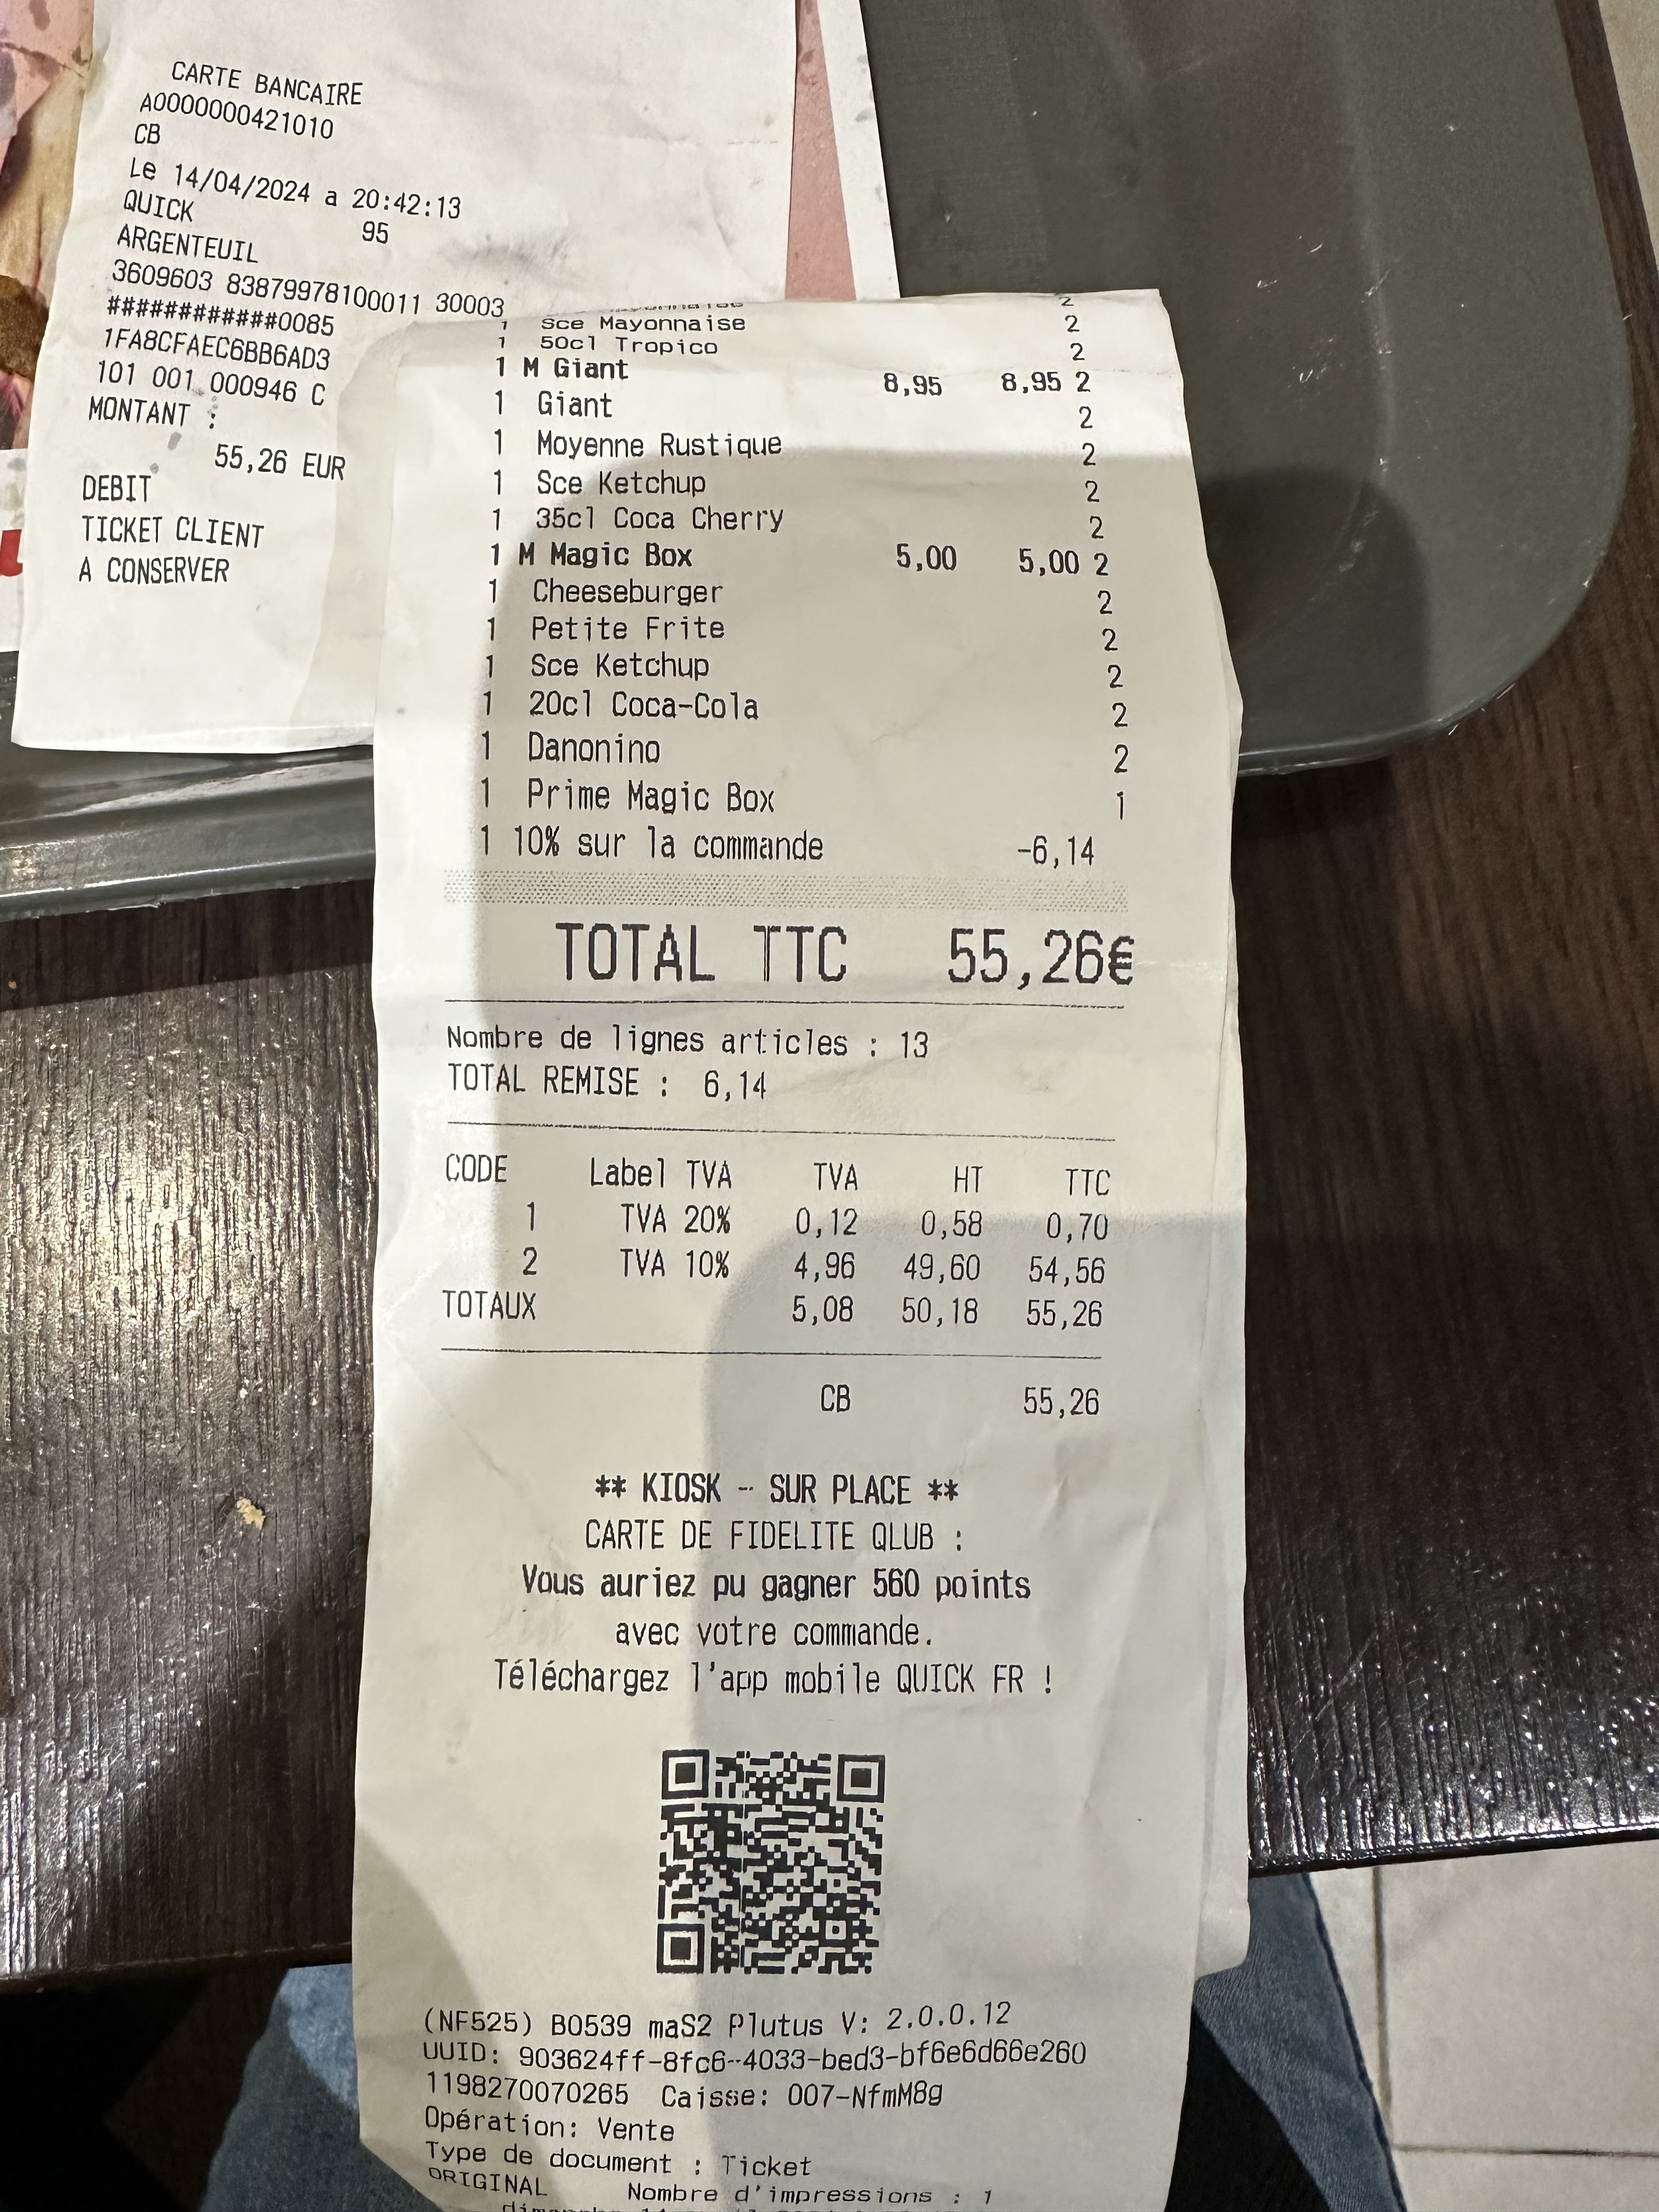 CARTE BANCAIRE
A0000000421010
CB
Le 14/04/2024 a 20:42:13
QUICK
95
ARGENTEUIL
3609603 83879978100011 30003
############0085
1FA8CFAEC6BB6AD3
101 001 000946 C
MONTANT :
55,26 EUR
DEBIT
TICKET CLIENT
A CONSERVER
2
1 Sce Mayonnaise 2
1 50cl Tropico 2
1 M Giant 8,95 8,95 2
1 Giant 2
1 Moyenne Rustique 2
1 Sce Ketchup 2
1 35cl Coca Cherry 2
1 M Magic Box 5,00 5,00 2
1 Cheeseburger 2
1 Petite Frite 2
1 Sce Ketchup 2
1 20cl Coca-Cola 2
1 Danonino 2
1 Prime Magic Box 1
1 10% sur la commande -6,14
TOTAL TTC 55,26€
Nombre de lignes articles : 13
TOTAL REMISE : 6,14
CODE Label TVA TVA HT TTC
1 TVA 20% 0,12 0,58 0,70
2 TVA 10% 4,96 49,60 54,56
TOTAUX 5,08 50,18 55,26
CB 55,26
** KIOSK - SUR PLACE **
CARTE DE FIDELITE QLUB :
Vous auriez pu gagner 560 points
avec votre commande.
Téléchargez l'app mobile QUICK FR !
(NF525) B0539 maS2 Plutus V: 2.0.0.12
UUID: 903624ff-8fc6-4033-bed3-bf6e6d66e260
1198270070265 Caisse: 007-NfmM8g
Opération: Vente
Type de document : Ticket
ORIGINAL Nombre d'impressions : 1